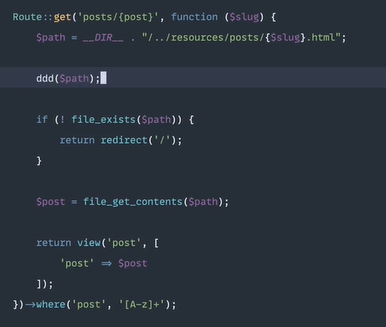 Route::get('posts/{post}', function ($slug) {
    $path = __DIR__ . "/../resources/posts/{$slug}.html";

    ddd($path);

    if (! file_exists($path)) {
        return redirect('/');
    }

    $post = file_get_contents($path);

    return view('post', [
        'post' => $post
    ]);
})->where('post', '[A-z]+');